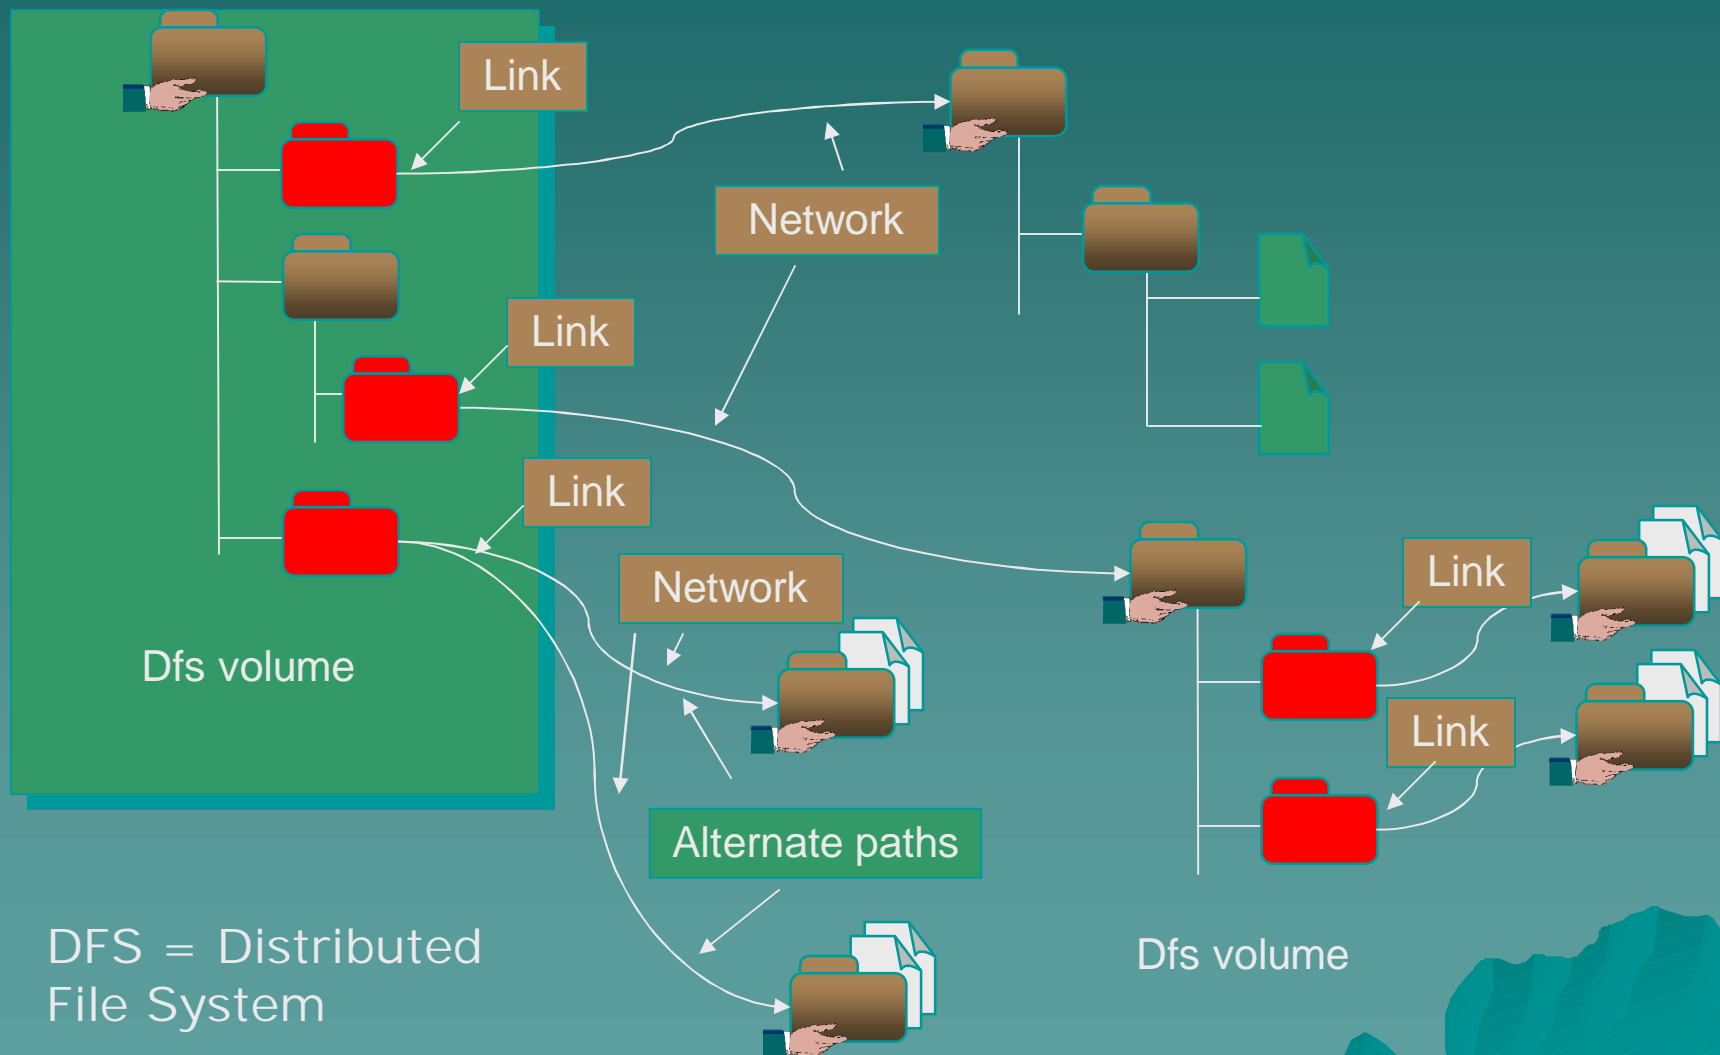 Link
Network
Link
Link
Network
Link
Dfs volume
Link
Alternate paths
DFS = Distributed
File System
Dfs volume